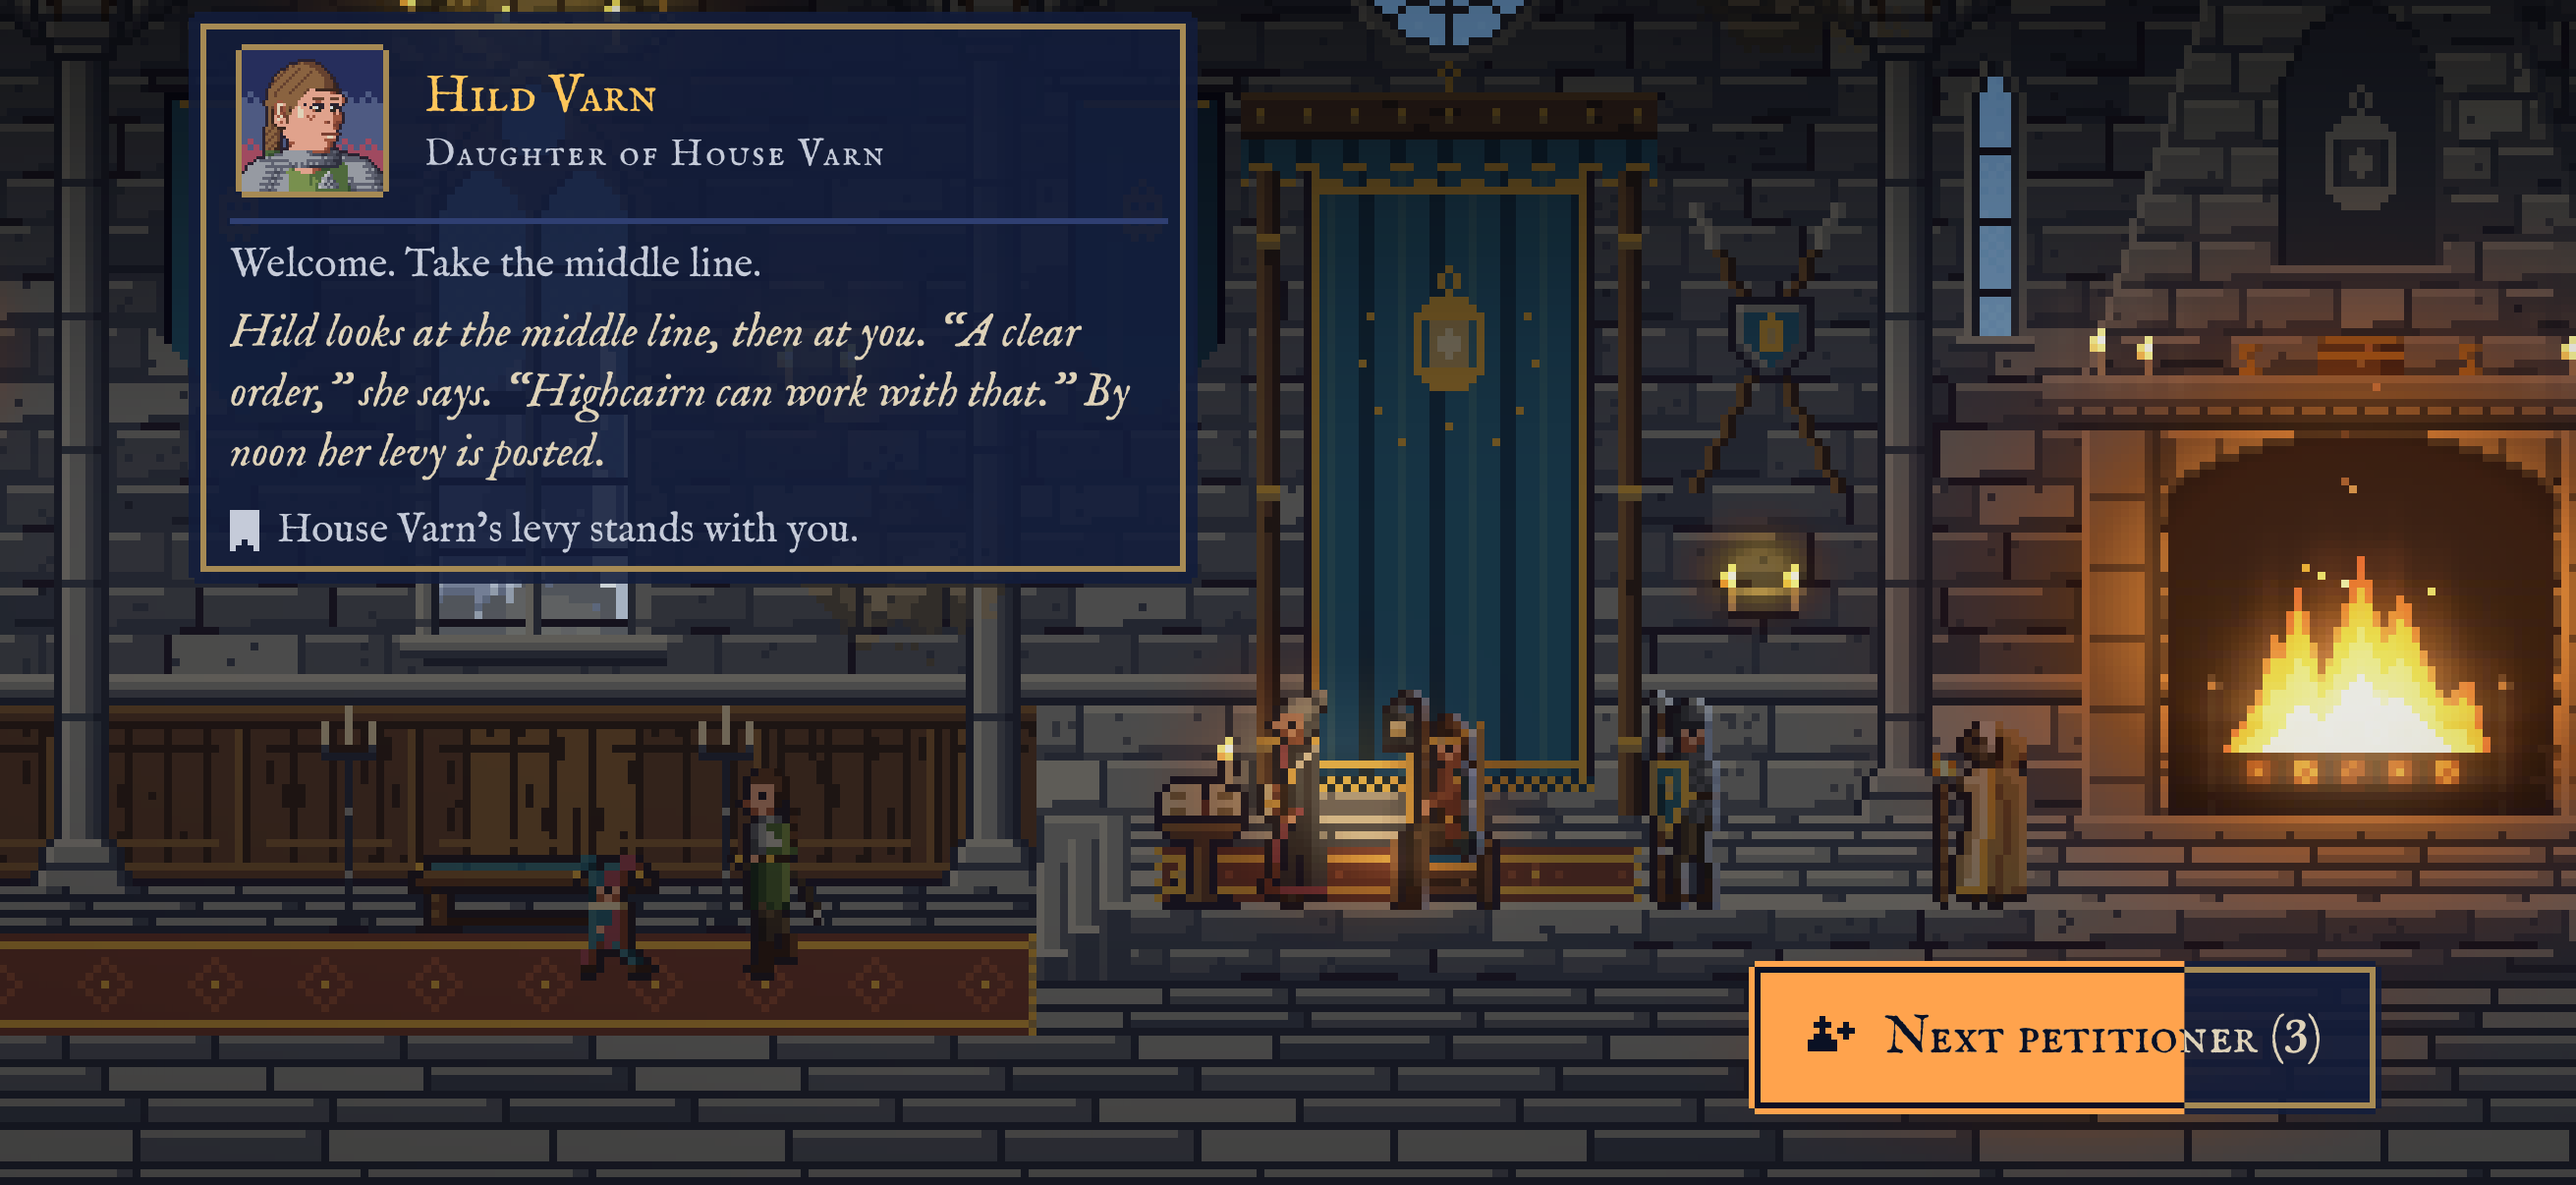 Hild Varn
Daughter of House Varn
Welcome. Take the middle line.
Hild looks at the middle line, then at you. “A clear
order,” she says. “Highcairn can work with that.” By
noon her levy is posted.
House Varn’s levy stands with you.
Next petitioner (3)